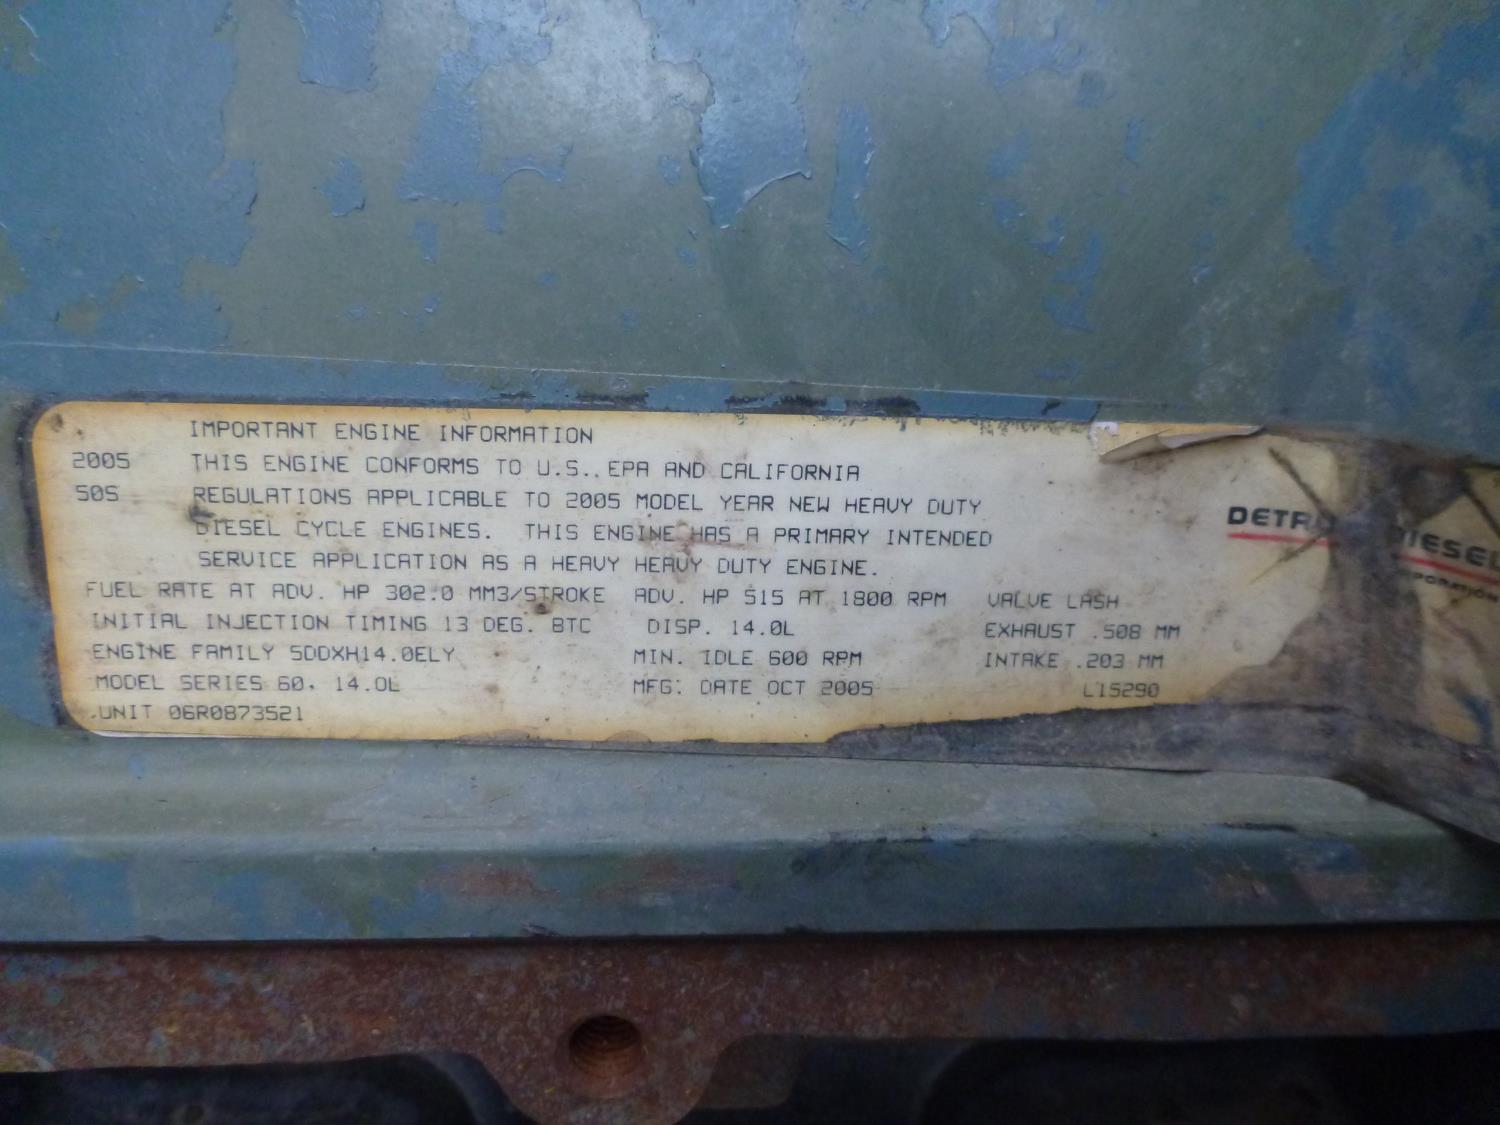 IMPORTANT ENGINE INFORMATION
2005 THIS ENGINE CONFORMS TO U.S., EPA AND CALIFORNIA
50S REGULATIONS APPLICABLE TO 2005 MODEL YEAR NEW HEAVY DUTY
DIESEL CYCLE ENGINES. THIS ENGINE HAS A PRIMARY INTENDED
SERVICE APPLICATION AS A HEAVY HEAVY DUTY ENGINE.
FUEL RATE AT ADV. HP 302.0 MM3/STROKE ADV. HP 515 AT 1800 RPM VALVE LASH
INITIAL INJECTION TIMING 13 DEG. BTC DISP. 14.0L EXHAUST .508 MM
ENGINE FAMILY 5DDXH14.0ELY MIN. IDLE 600 RPM INTAKE .203 MM
MODEL SERIES 60, 14.0L MFG. DATE OCT 2005 L15290
UNIT 06R0873521
DETR DIESEL
PORATION